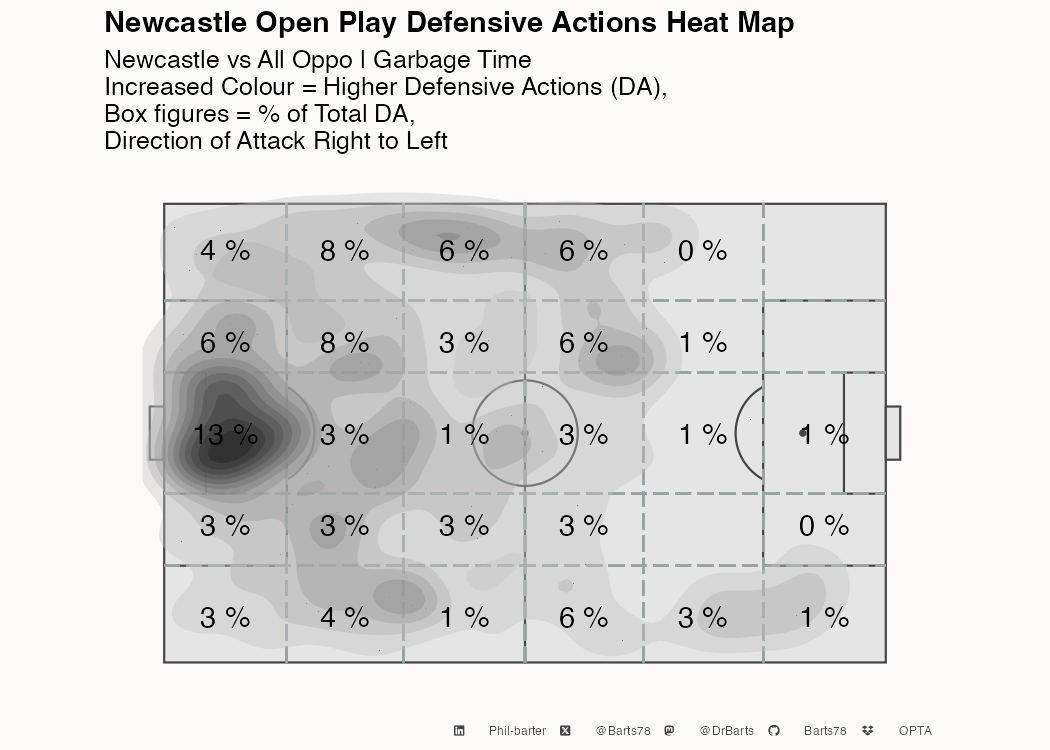 Newcastle Open Play Defensive Actions Heat Map
Newcastle vs All Oppo | Garbage Time
Increased Colour = Higher Defensive Actions (DA),
Box figures = % of Total DA,
Direction of Attack Right to Left
4 % 8 % 6 % 6 % 0 %
6 % 8 % 3 % 6 % 1 %
13 % 3 % 1 % 3 % 1 % 1 %
3 % 3 % 3 % 3 % 0 %
3 % 4 % 1 % 6 % 3 % 1 %
Phil-barter @Barts78 @DrBarts Barts78 OPTA